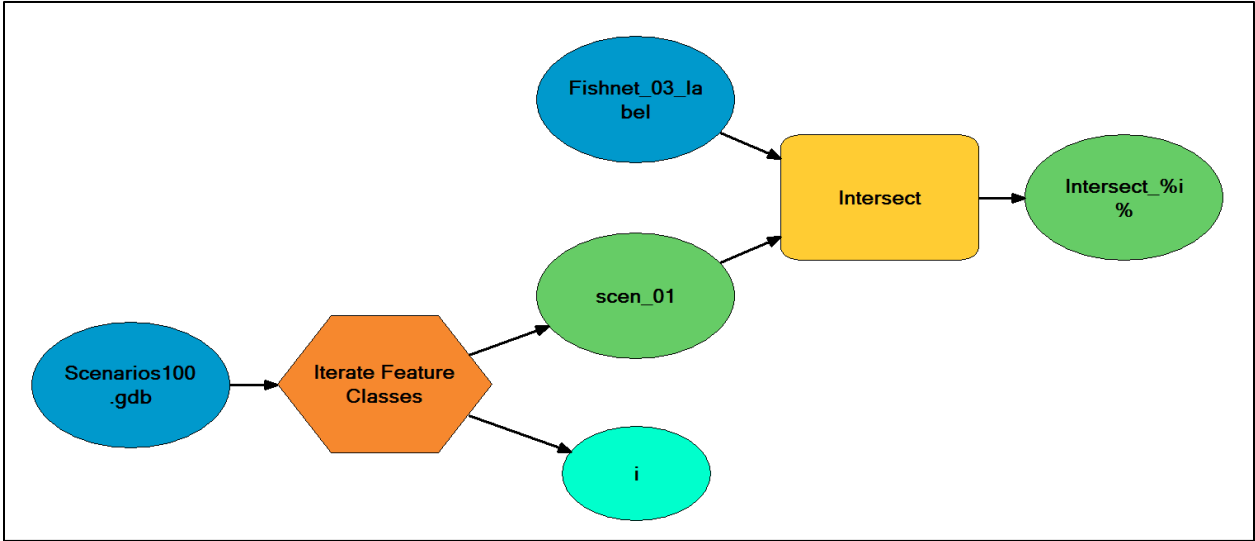 Fishnet_03_la
bel
Intersect
Intersect_%i
%
scen_01
Scenarios100
.gdb
Iterate Feature
Classes
i